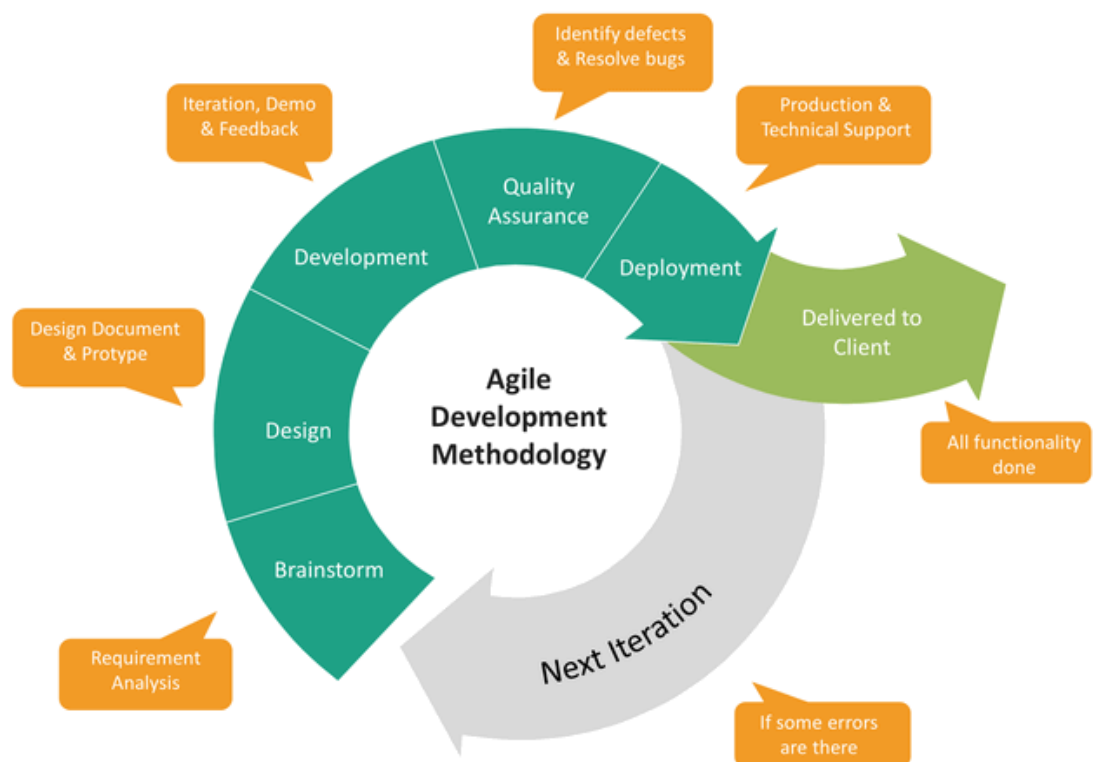 Identify defects
& Resolve bugs
Iteration, Demo
& Feedback
Production &
Technical Support
Quality
Assurance
Development
Deployment
Delivered to
Client
Design Document
& Protype
Agile
Development
Methodology
Design
All functionality
done
Brainstorm
Next Iteration
Requirement
Analysis
If some errors
are there